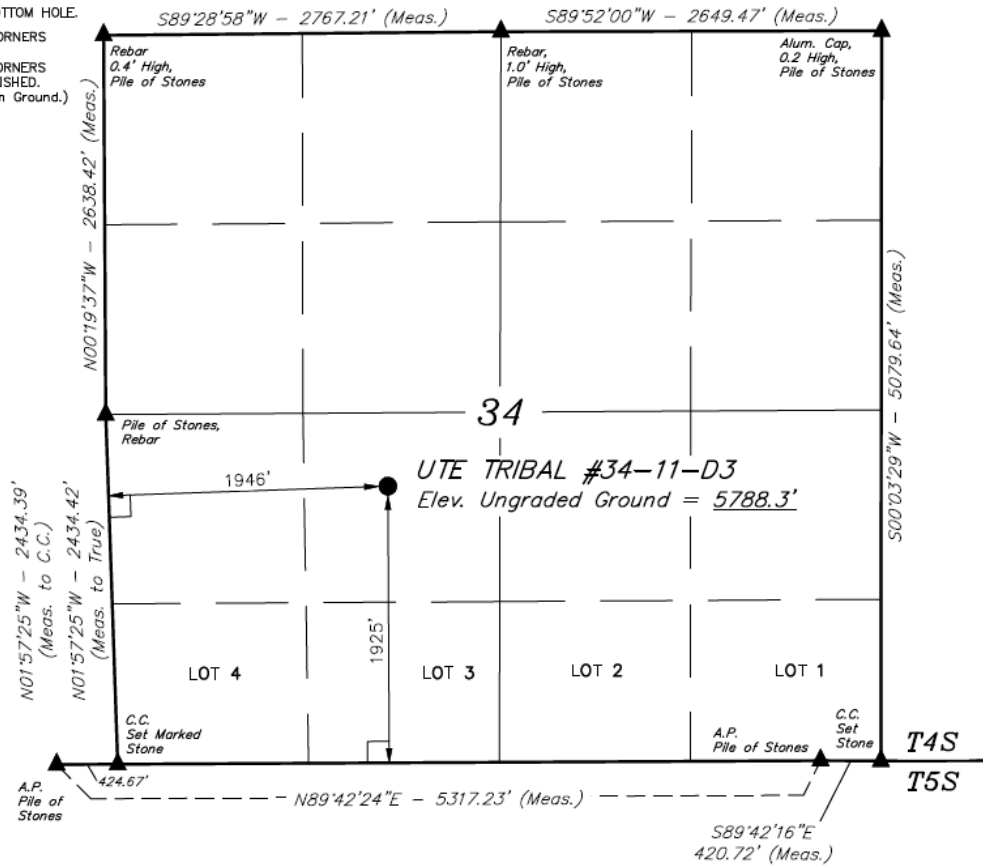 OTTOM HOLE.
ORNERS
ORNERS
ISHED.
n Ground.)
S89°28'58"W - 2767.21' (Meas.)
S89°52'00"W - 2649.47' (Meas.)
Rebar
0.4' High,
Pile of Stones
Rebar,
1.0' High,
Pile of Stones
Alum. Cap,
0.2 High,
Pile of Stones
N00°19'37"W - 2638.42' (Meas.)
S00°03'29"W - 5079.64' (Meas.)
34
Pile of Stones,
Rebar
1946'
UTE TRIBAL #34-11-D3
Elev. Ungraded Ground = 5788.3'
N01°57'25"W - 2434.39'
(Meas. to C.C.)
N01°57'25"W - 2434.42'
(Meas. to True)
1925'
LOT 4
LOT 3
LOT 2
LOT 1
C.C.
Set Marked
Stone
A.P.
Pile of Stones
C.C.
Set
Stone
T4S
T5S
424.67'
A.P.
Pile of
Stones
N89°42'24"E - 5317.23' (Meas.)
S89°42'16"E
420.72' (Meas.)